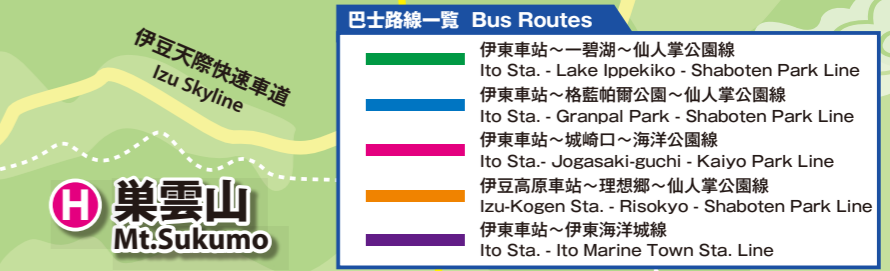 伊豆天際快速車道
Izu Skyline
H
巣雲山
Mt.Sukumo
巴士路線一覧 Bus Routes
伊東車站～一碧湖～仙人掌公園線
Ito Sta. - Lake Ippekiko - Shaboten Park Line
伊東車站～格藍帕爾公園～仙人掌公園線
Ito Sta. - Granpal Park - Shaboten Park Line
伊東車站～城崎口～海洋公園線
Ito Sta.- Jogasaki-guchi - Kaiyo Park Line
伊豆高原車站～理想郷～仙人掌公園線
Izu-Kogen Sta. - Risokyo - Shaboten Park Line
伊東車站～伊東海洋城線
Ito Sta. - Ito Marine Town Sta. Line